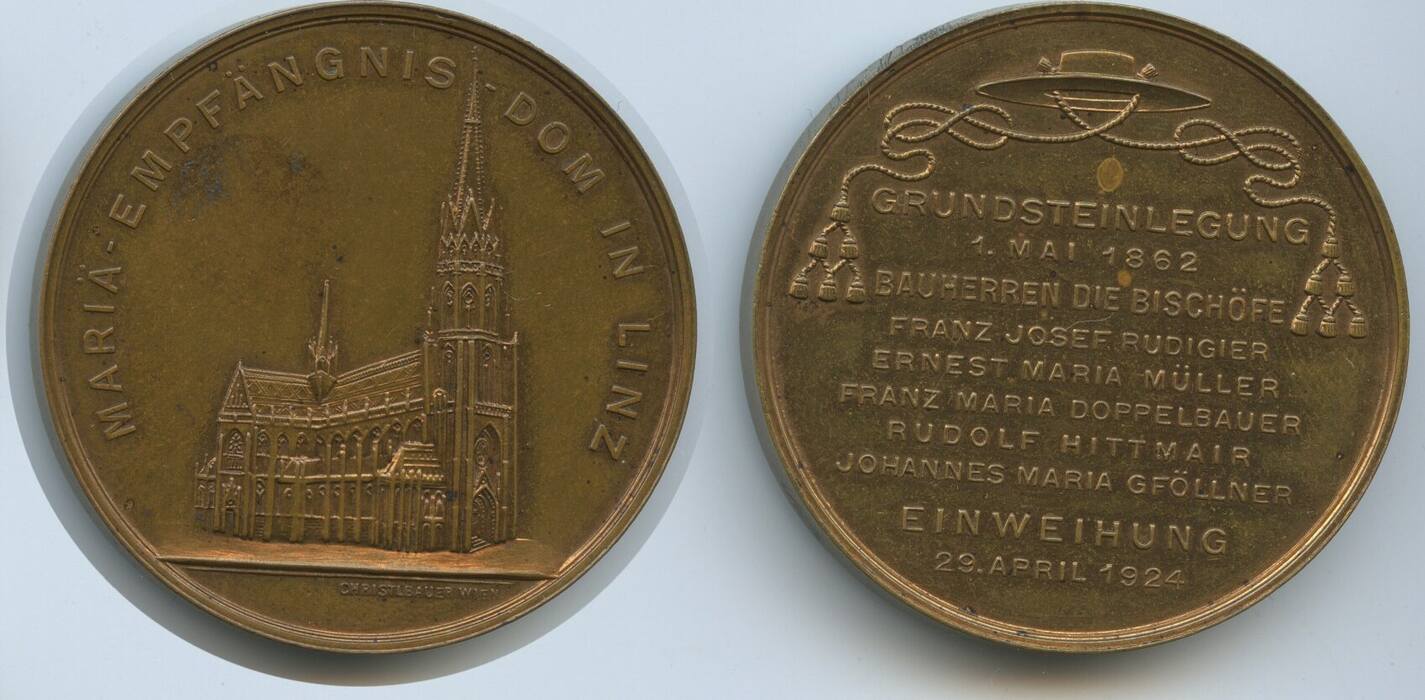 MARIÄ-EMPFÄNGNIS-DOM IN LINZ
CHRISTLBAUER WIEN
GRUNDSTEINLEGUNG
1. MAI 1862
BAUHERREN DIE BISCHÖFE
FRANZ JOSEF RUDIGIER
ERNEST MARIA MÜLLER
FRANZ MARIA DOPPELBAUER
RUDOLF HITTMAIR
JOHANNES MARIA GFÖLLNER
EINWEIHUNG
29. APRIL 1924